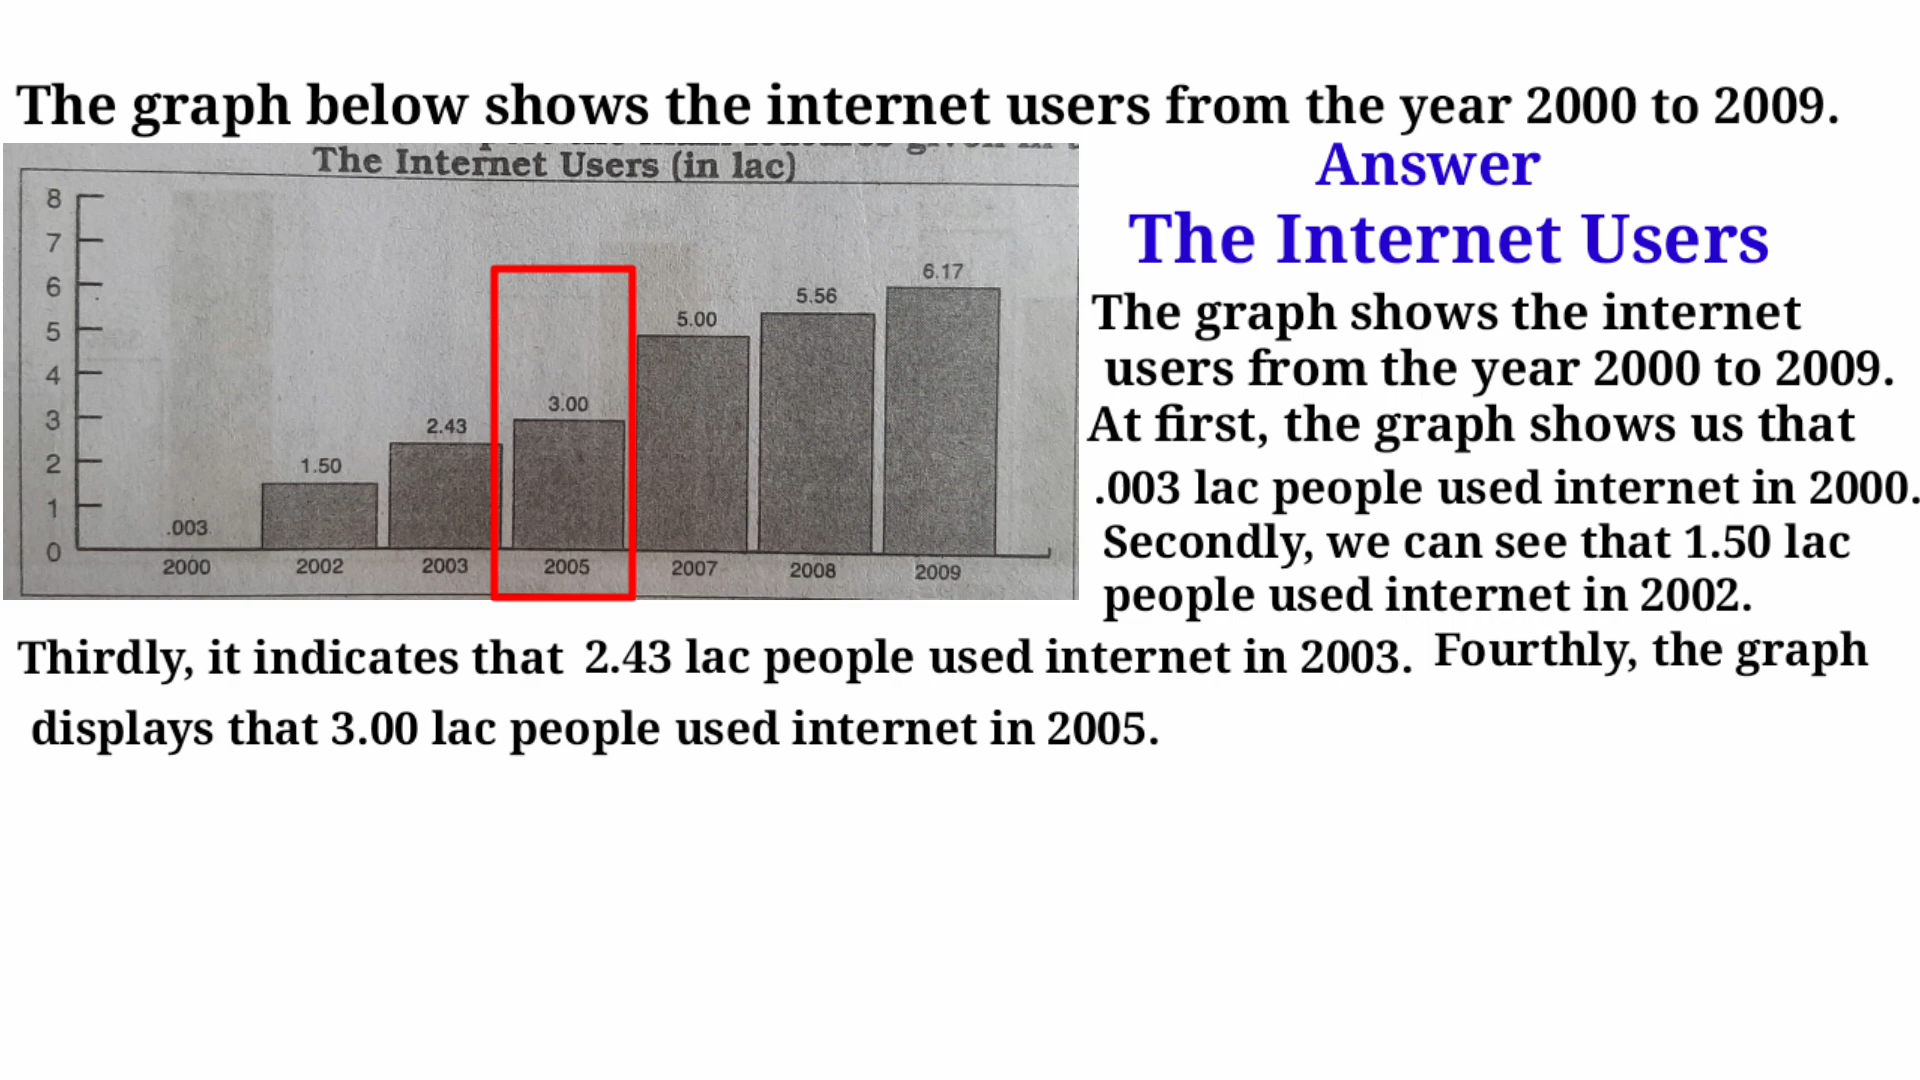 The graph below shows the internet users from the year 2000 to 2009.
The Internet Users (in lac)
8
7
6
5
4
3
2
1
0
.003
1.50
2.43
3.00
5.00
5.56
6.17
2000 2002 2003 2005 2007 2008 2009
Answer
The Internet Users
The graph shows the internet
users from the year 2000 to 2009.
At first, the graph shows us that
.003 lac people used internet in 2000.
Secondly, we can see that 1.50 lac
people used internet in 2002.
Thirdly, it indicates that 2.43 lac people used internet in 2003. Fourthly, the graph
displays that 3.00 lac people used internet in 2005.